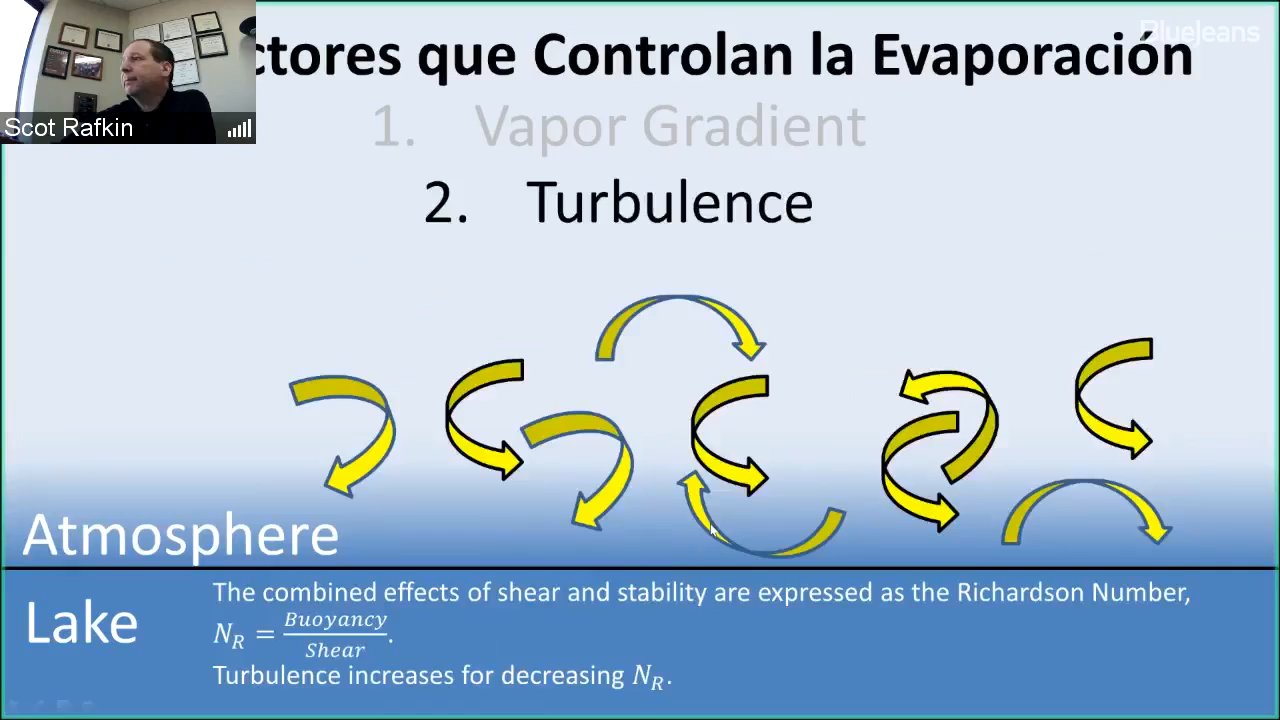 BlueJeans
ctores que Controlan la Evaporación
Scot Rafkin
1. Vapor Gradient
2. Turbulence
Atmosphere
Lake
The combined effects of shear and stability are expressed as the Richardson Number,
N_R = Buoyancy/Shear.
Turbulence increases for decreasing N_R.